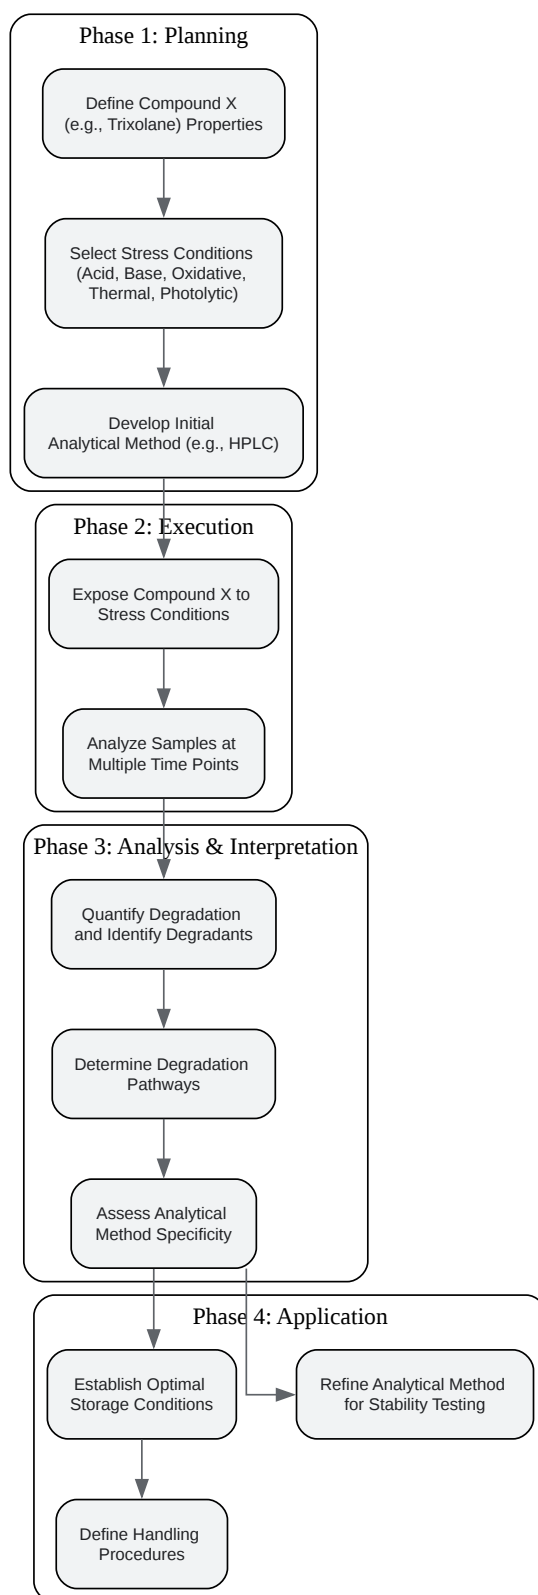 Phase 1: Planning
Define Compound X
(e.g., Trixolane) Properties
Select Stress Conditions
(Acid, Base, Oxidative,
Thermal, Photolytic)
Develop Initial
Analytical Method (e.g., HPLC)
Phase 2: Execution
Expose Compound X to
Stress Conditions
Analyze Samples at
Multiple Time Points
Phase 3: Analysis & Interpretation
Quantify Degradation
and Identify Degradants
Determine Degradation
Pathways
Assess Analytical
Method Specificity
Phase 4: Application
Establish Optimal
Storage Conditions
Refine Analytical Method
for Stability Testing
Define Handling
Procedures